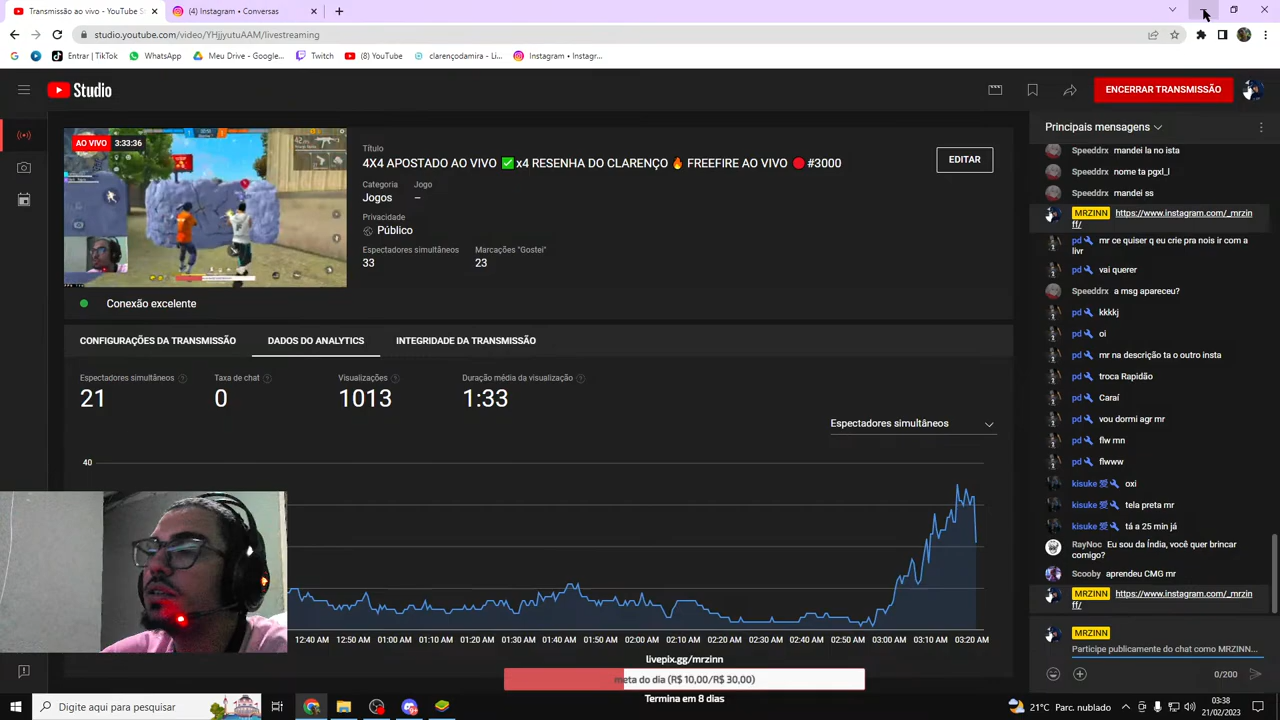 Transmissão ao vivo - YouTube S
(4) Instagram • Conversas
studio.youtube.com/video/YHjjyutuAAM/livestreaming
Entrar | TikTok
WhatsApp
Meu Drive - Google...
Twitch
(8) YouTube
clarençodamira - Li...
Instagram • Instagr...
Studio
ENCERRAR TRANSMISSÃO
AO VIVO
3:33:36
Título
4X4 APOSTADO AO VIVO ✅ x4 RESENHA DO CLARENÇO 🔥 FREEFIRE AO VIVO 🔴 #3000
EDITAR
Categoria
Jogo
Jogos
–
Privacidade
Público
Espectadores simultâneos
Marcações "Gostei"
33
23
Conexão excelente
CONFIGURAÇÕES DA TRANSMISSÃO
DADOS DO ANALYTICS
INTEGRIDADE DA TRANSMISSÃO
Espectadores simultâneos
Taxa de chat
Visualizações
Duração média da visualização
21
0
1013
1:33
Espectadores simultâneos
40
12:40 AM
12:50 AM
01:00 AM
01:10 AM
01:20 AM
01:30 AM
01:40 AM
01:50 AM
02:00 AM
02:10 AM
02:20 AM
02:30 AM
02:40 AM
02:50 AM
03:00 AM
03:10 AM
03:20 AM
livepix.gg/mrzinn
meta do dia (R$ 10,00/R$ 30,00)
Termina em 8 dias
Principais mensagens
Speeddrx mandei la no ista
Speeddrx nome ta pgxl_l
Speeddrx mandei ss
MRZINN https://www.instagram.com/_mrzi
nff/
pd mr ce quiser q eu crie pra nois ir com a
livr
pd vai querer
Speeddrx a msg apareceu?
pd kkkkj
pd oi
pd mr na descrição ta o outro insta
pd troca Rapidão
pd Caraí
pd vou dormi agr mr
pd flw mn
pd flwww
kisuke 愛 oxi
kisuke 愛 tela preta mr
kisuke 愛 tá a 25 min já
RayNoc Eu sou da Índia, você quer brincar
comigo?
Scooby aprendeu CMG mr
MRZINN https://www.instagram.com/_mrzi
nff/
MRZINN
Participe publicamente do chat como MRZINN...
0/200
Digite aqui para pesquisar
21°C Parc. nublado
03:38
21/02/2023